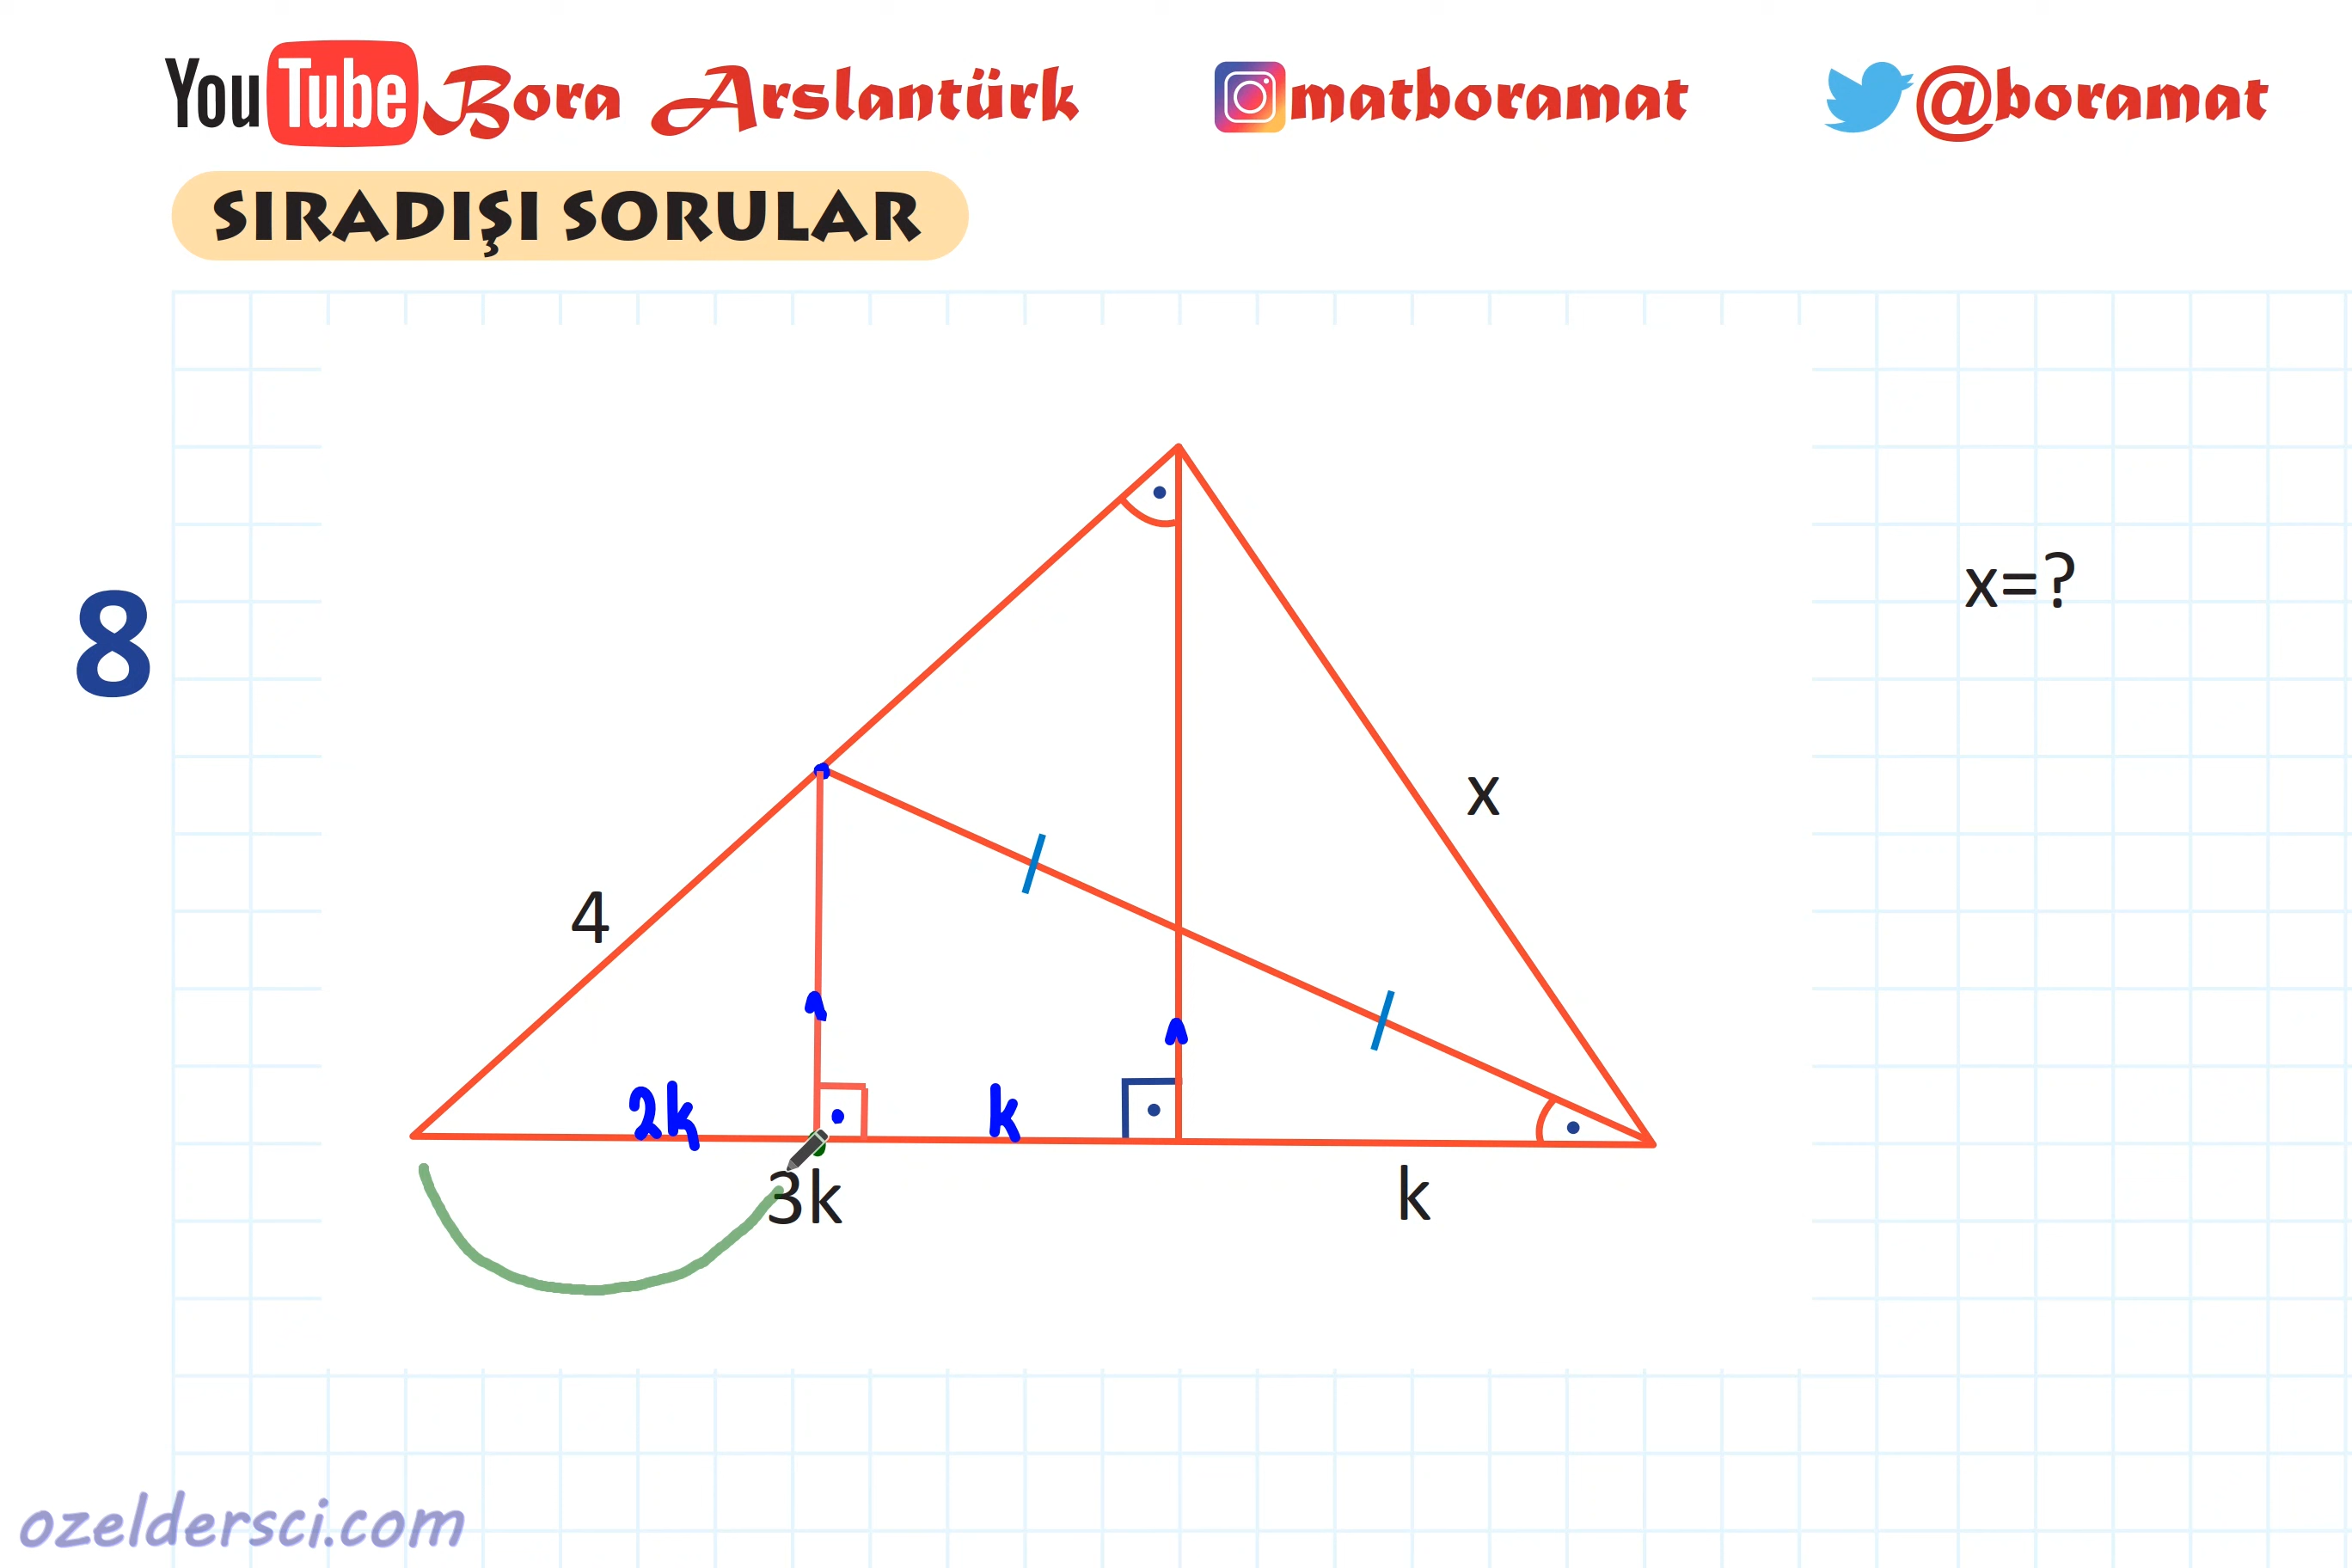 YouTube Bora Arslantürk matboramat @boramat
SIRADIŞI SORULAR
8
x=?
x
4
2k k
3k k
ozeldersci.com